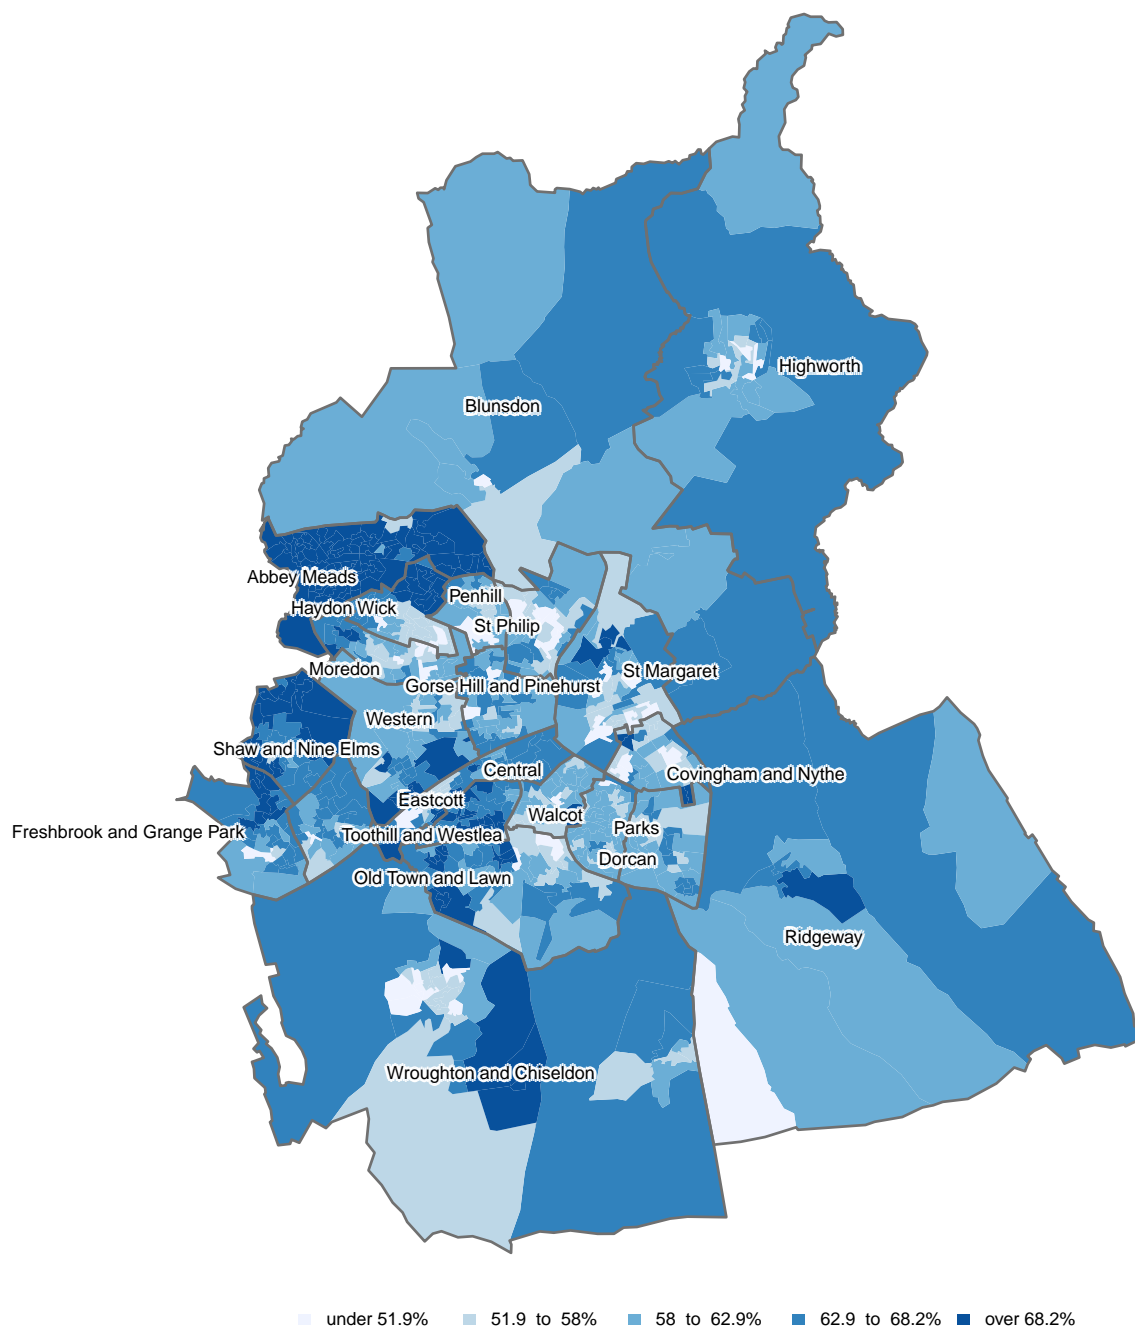 Highworth
Blunsdon
Abbey Meads
Penhill
Haydon Wick
St Philip
Moredon
St Margaret
Gorse Hill and Pinehurst
Western
Shaw and Nine Elms
Central
Covingham and Nythe
Eastcott
Walcot
Parks
Freshbrook and Grange Park
Toothill and Westlea
Dorcan
Old Town and Lawn
Ridgeway
Wroughton and Chiseldon
under 51.9% 51.9 to 58% 58 to 62.9% 62.9 to 68.2% over 68.2%